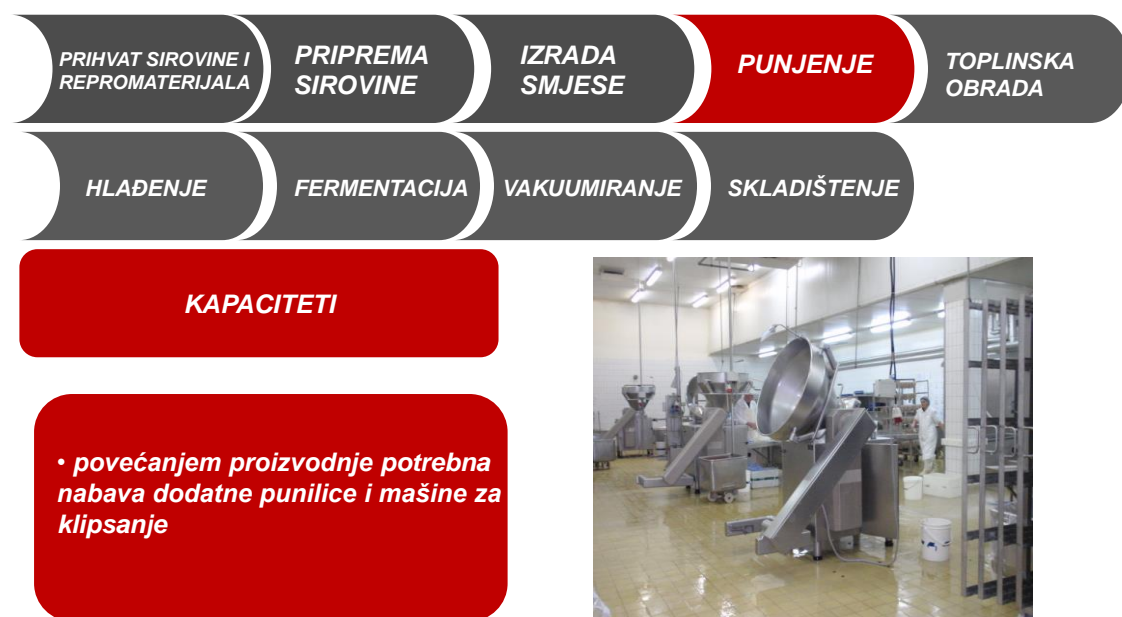 PRIHVAT SIROVINE I
REPROMATERIJALA
PRIPREMA
SIROVINE
IZRADA
SMJESE
PUNJENJE
TOPLINSKA
OBRADA
HLAĐENJE
FERMENTACIJA
VAKUUMIRANJE
SKLADIŠTENJE
KAPACITETI
• povećanjem proizvodnje potrebna
nabava dodatne punilice i mašine za
klipsanje